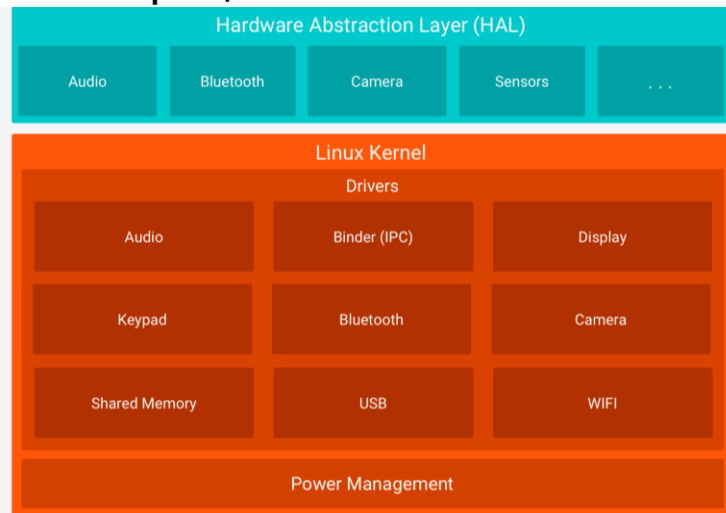 Hardware Abstraction Layer (HAL)
Audio Bluetooth Camera Sensors ...
Linux Kernel
Drivers
Audio Binder (IPC) Display
Keypad Bluetooth Camera
Shared Memory USB WIFI
Power Management